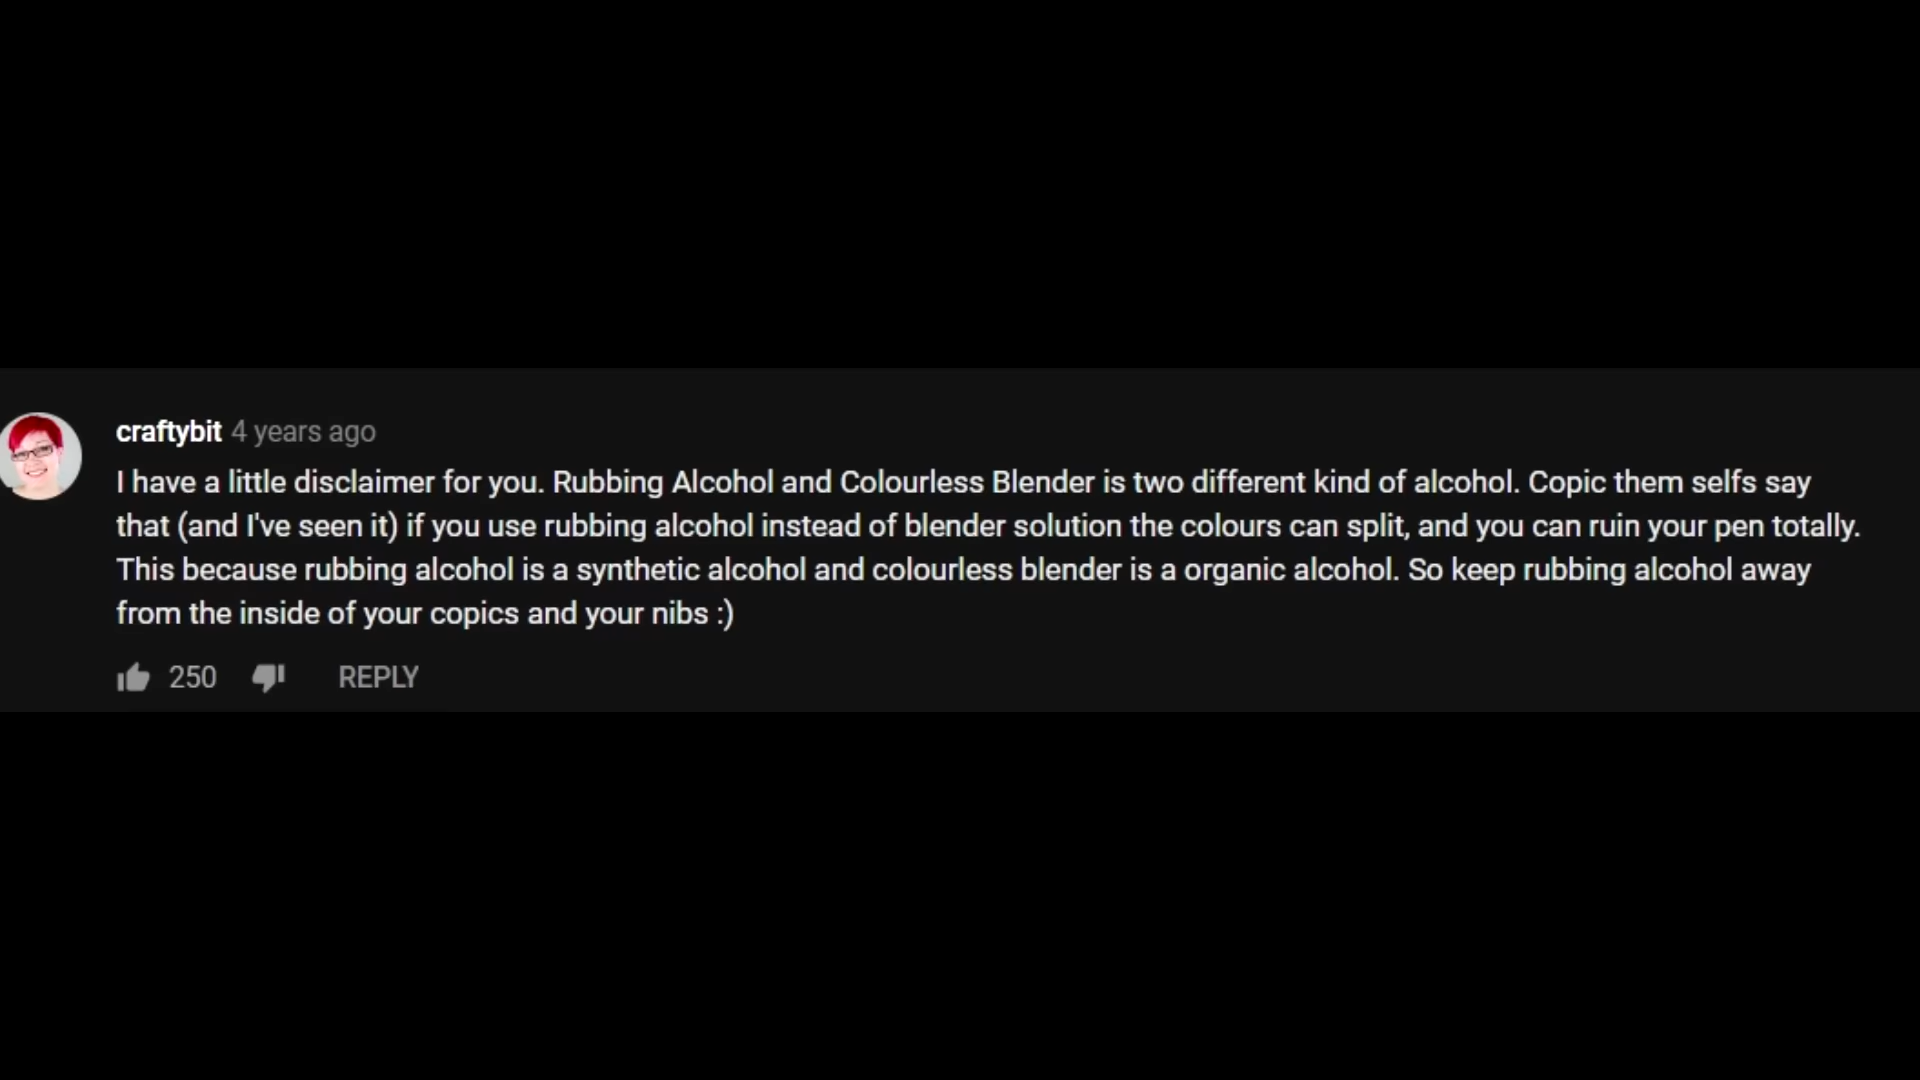 craftybit 4 years ago
I have a little disclaimer for you. Rubbing Alcohol and Colourless Blender is two different kind of alcohol. Copic them selfs say
that (and I've seen it) if you use rubbing alcohol instead of blender solution the colours can split, and you can ruin your pen totally.
This because rubbing alcohol is a synthetic alcohol and colourless blender is a organic alcohol. So keep rubbing alcohol away
from the inside of your copics and your nibs :)
250 REPLY